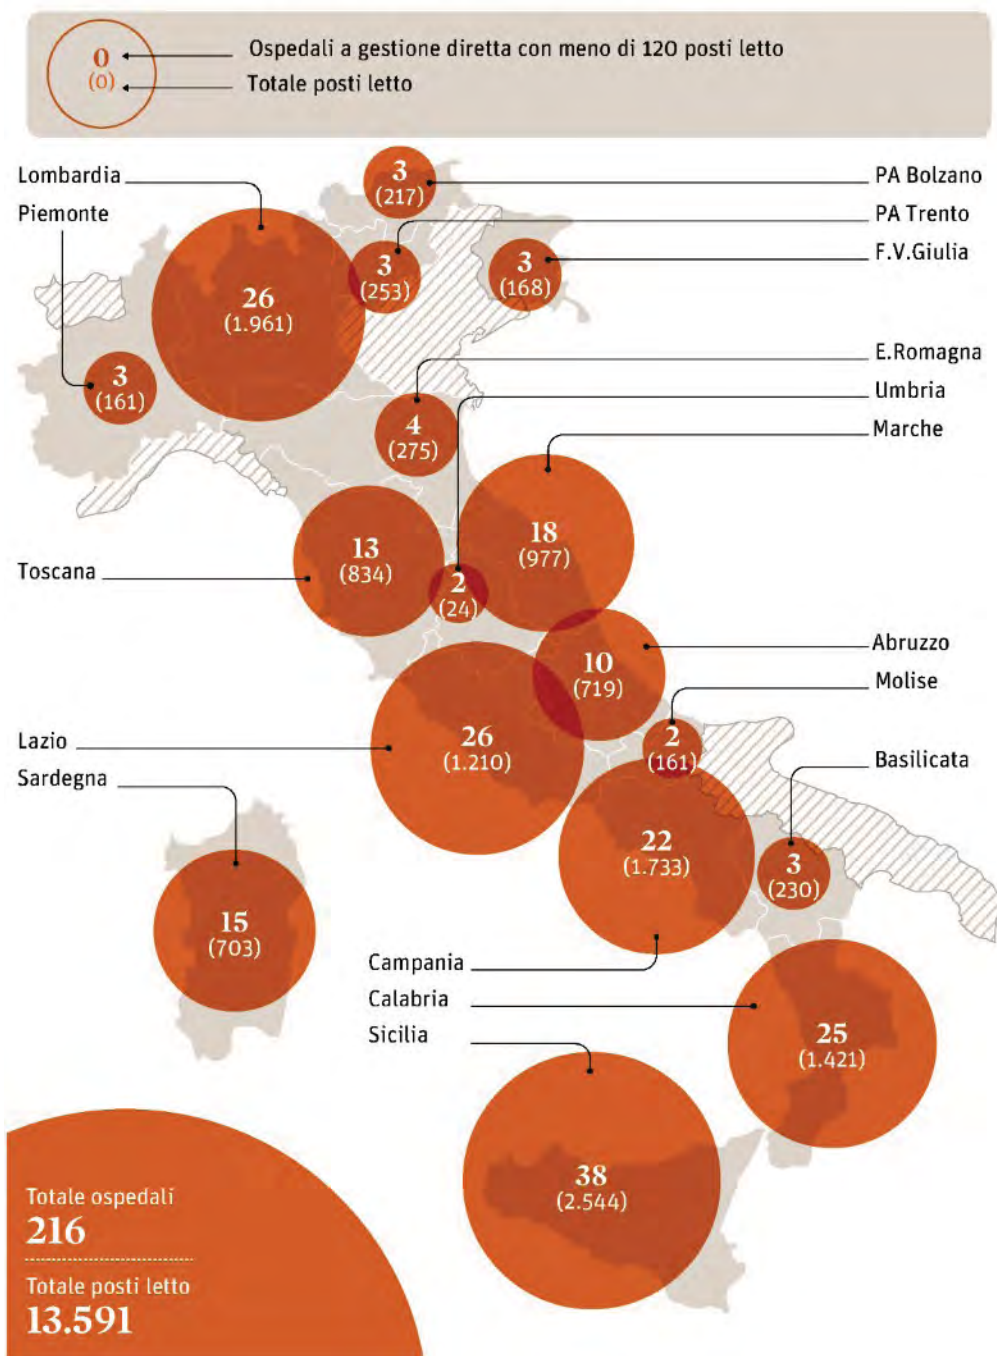 0
(0)
Ospedali a gestione diretta con meno di 120 posti letto
Totale posti letto
Lombardia
Piemonte
3
(217)
PA Bolzano
PA Trento
F.V.Giulia
3
(253)
3
(168)
26
(1.961)
3
(161)
E.Romagna
Umbria
Marche
4
(275)
18
(977)
13
(834)
Toscana
2
(24)
Abruzzo
Molise
10
(719)
Lazio
Sardegna
26
(1.210)
2
(161)
Basilicata
22
(1.733)
3
(230)
15
(703)
Campania
Calabria
Sicilia
25
(1.421)
38
(2.544)
Totale ospedali
216
Totale posti letto
13.591